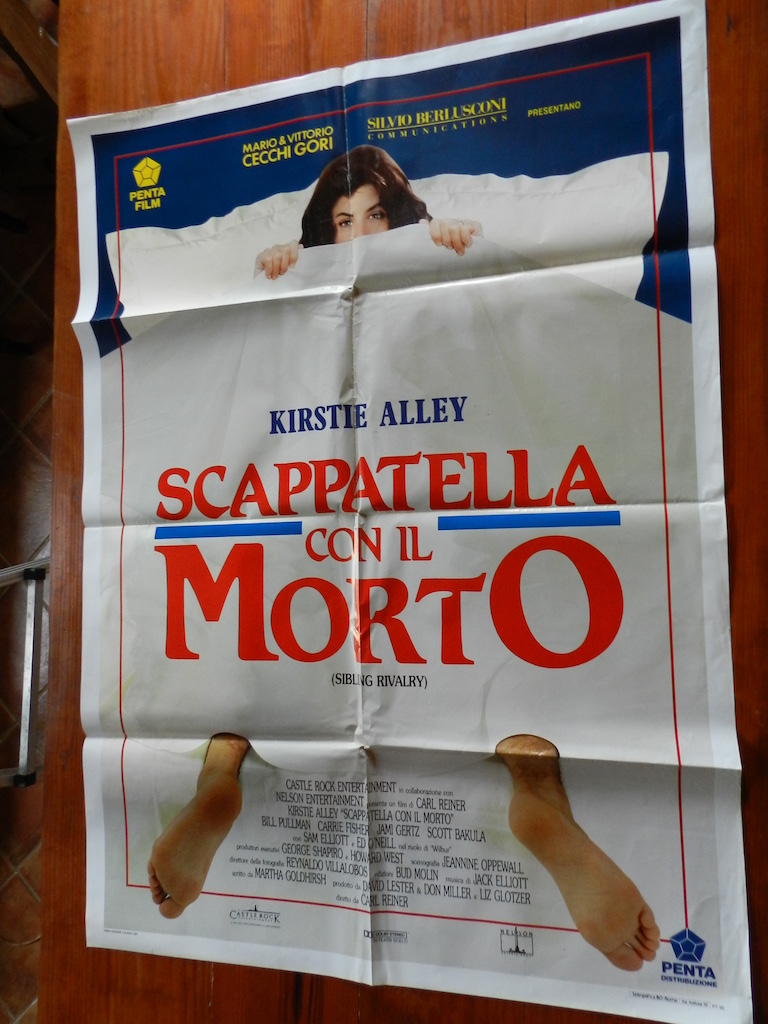 MARIO & VITTORIO
CECCHI GORI
SILVIO BERLUSCONI
COMMUNICATIONS
PRESENTANO
PENTA
FILM
KIRSTIE ALLEY
SCAPPATELLA
CON IL
MORTO
(SIBLING RIVALRY)
CASTLE ROCK ENTERTAINMENT in collaborazione con
NELSON ENTERTAINMENT presenta un film di CARL REINER
KIRSTIE ALLEY "SCAPPATELLA CON IL MORTO"
BILL PULLMAN CARRIE FISHER JAMI GERTZ SCOTT BAKULA
con SAM ELLIOTT e ED O'NEILL nel ruolo di "Wilbur"
produttori esecutivi GEORGE SHAPIRO e HOWARD WEST scenografia JEANNINE OPPEWALL
direttore della fotografia REYNALDO VILLALOBOS BUD MOLIN musica di JACK ELLIOTT
scritto da MARTHA GOLDHIRSH prodotto da DAVID LESTER & DON MILLER e LIZ GLOTZER
diretto da CARL REINER
CASTLE ROCK
DOLBY STEREO
NELSON
PENTA
DISTRIBUZIONE